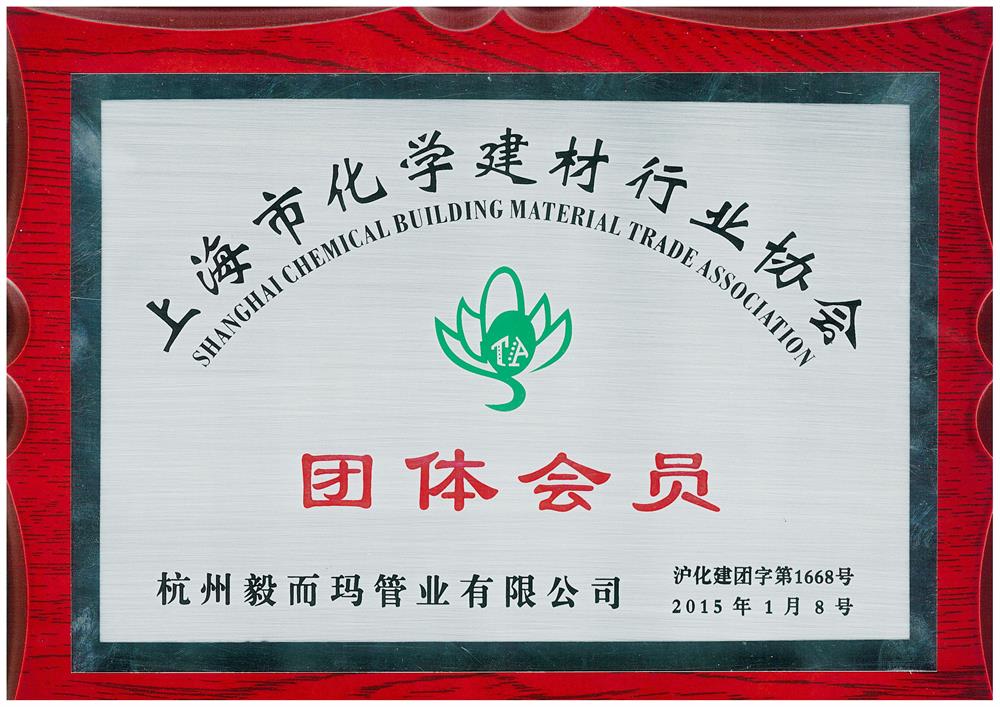 上海市化学建材行业协会
SHANGHAI CHEMICAL BUILDING MATERIAL TRADE ASSOCIATION
TA
团体会员
杭州毅而玛管业有限公司
沪化建团字第1668号
2015年1月8号